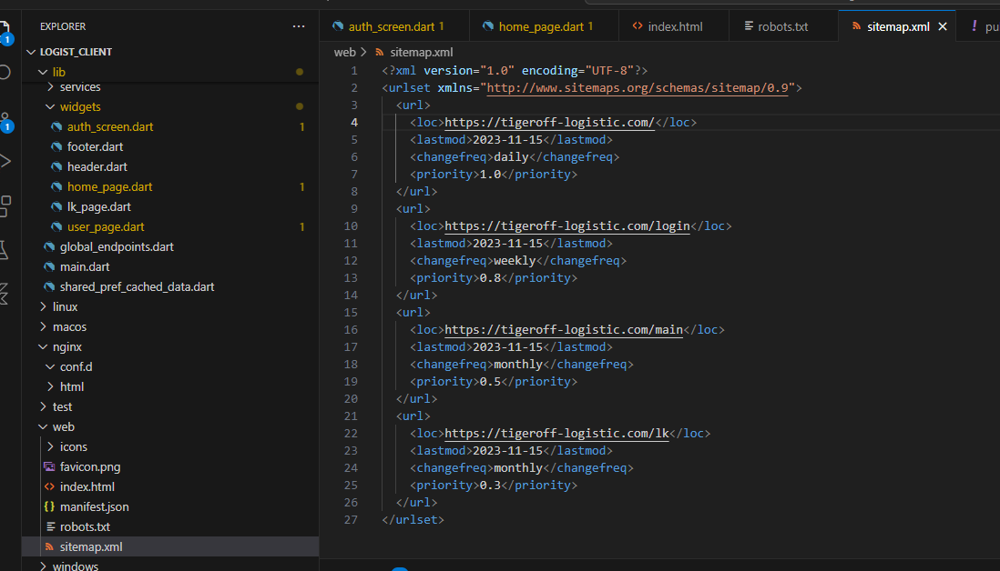 EXPLORER
LOGIST_CLIENT
lib
services
widgets
auth_screen.dart 1
footer.dart
header.dart
home_page.dart 1
lk_page.dart
user_page.dart 1
global_endpoints.dart
main.dart
shared_pref_cached_data.dart
linux
macos
nginx
conf.d
html
test
web
icons
favicon.png
index.html
manifest.json
robots.txt
sitemap.xml
windows
1
1
auth_screen.dart 1
home_page.dart 1
index.html
robots.txt
sitemap.xml
pu
web > sitemap.xml
1 <?xml version="1.0" encoding="UTF-8"?>
2 <urlset xmlns="http://www.sitemaps.org/schemas/sitemap/0.9">
3 <url>
4 <loc>https://tigeroff-logistic.com/</loc>
5 <lastmod>2023-11-15</lastmod>
6 <changefreq>daily</changefreq>
7 <priority>1.0</priority>
8 </url>
9 <url>
10 <loc>https://tigeroff-logistic.com/login</loc>
11 <lastmod>2023-11-15</lastmod>
12 <changefreq>weekly</changefreq>
13 <priority>0.8</priority>
14 </url>
15 <url>
16 <loc>https://tigeroff-logistic.com/main</loc>
17 <lastmod>2023-11-15</lastmod>
18 <changefreq>monthly</changefreq>
19 <priority>0.5</priority>
20 </url>
21 <url>
22 <loc>https://tigeroff-logistic.com/lk</loc>
23 <lastmod>2023-11-15</lastmod>
24 <changefreq>monthly</changefreq>
25 <priority>0.3</priority>
26 </url>
27 </urlset>